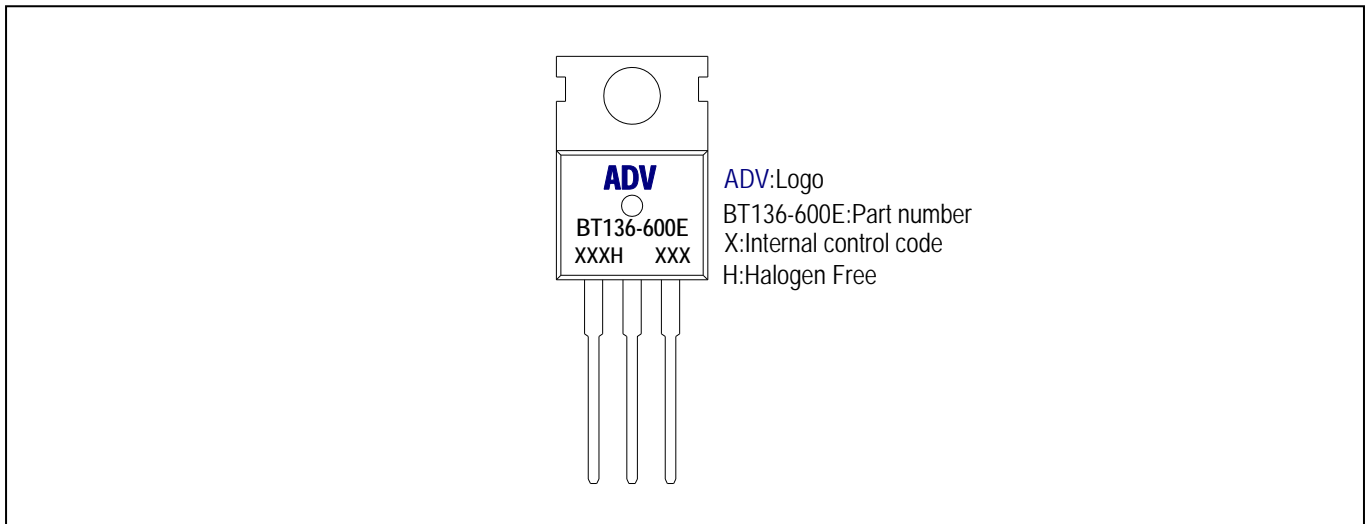 ADV
BT136-600E
XXXH XXX
ADV:Logo
BT136-600E:Part number
X:Internal control code
H:Halogen Free